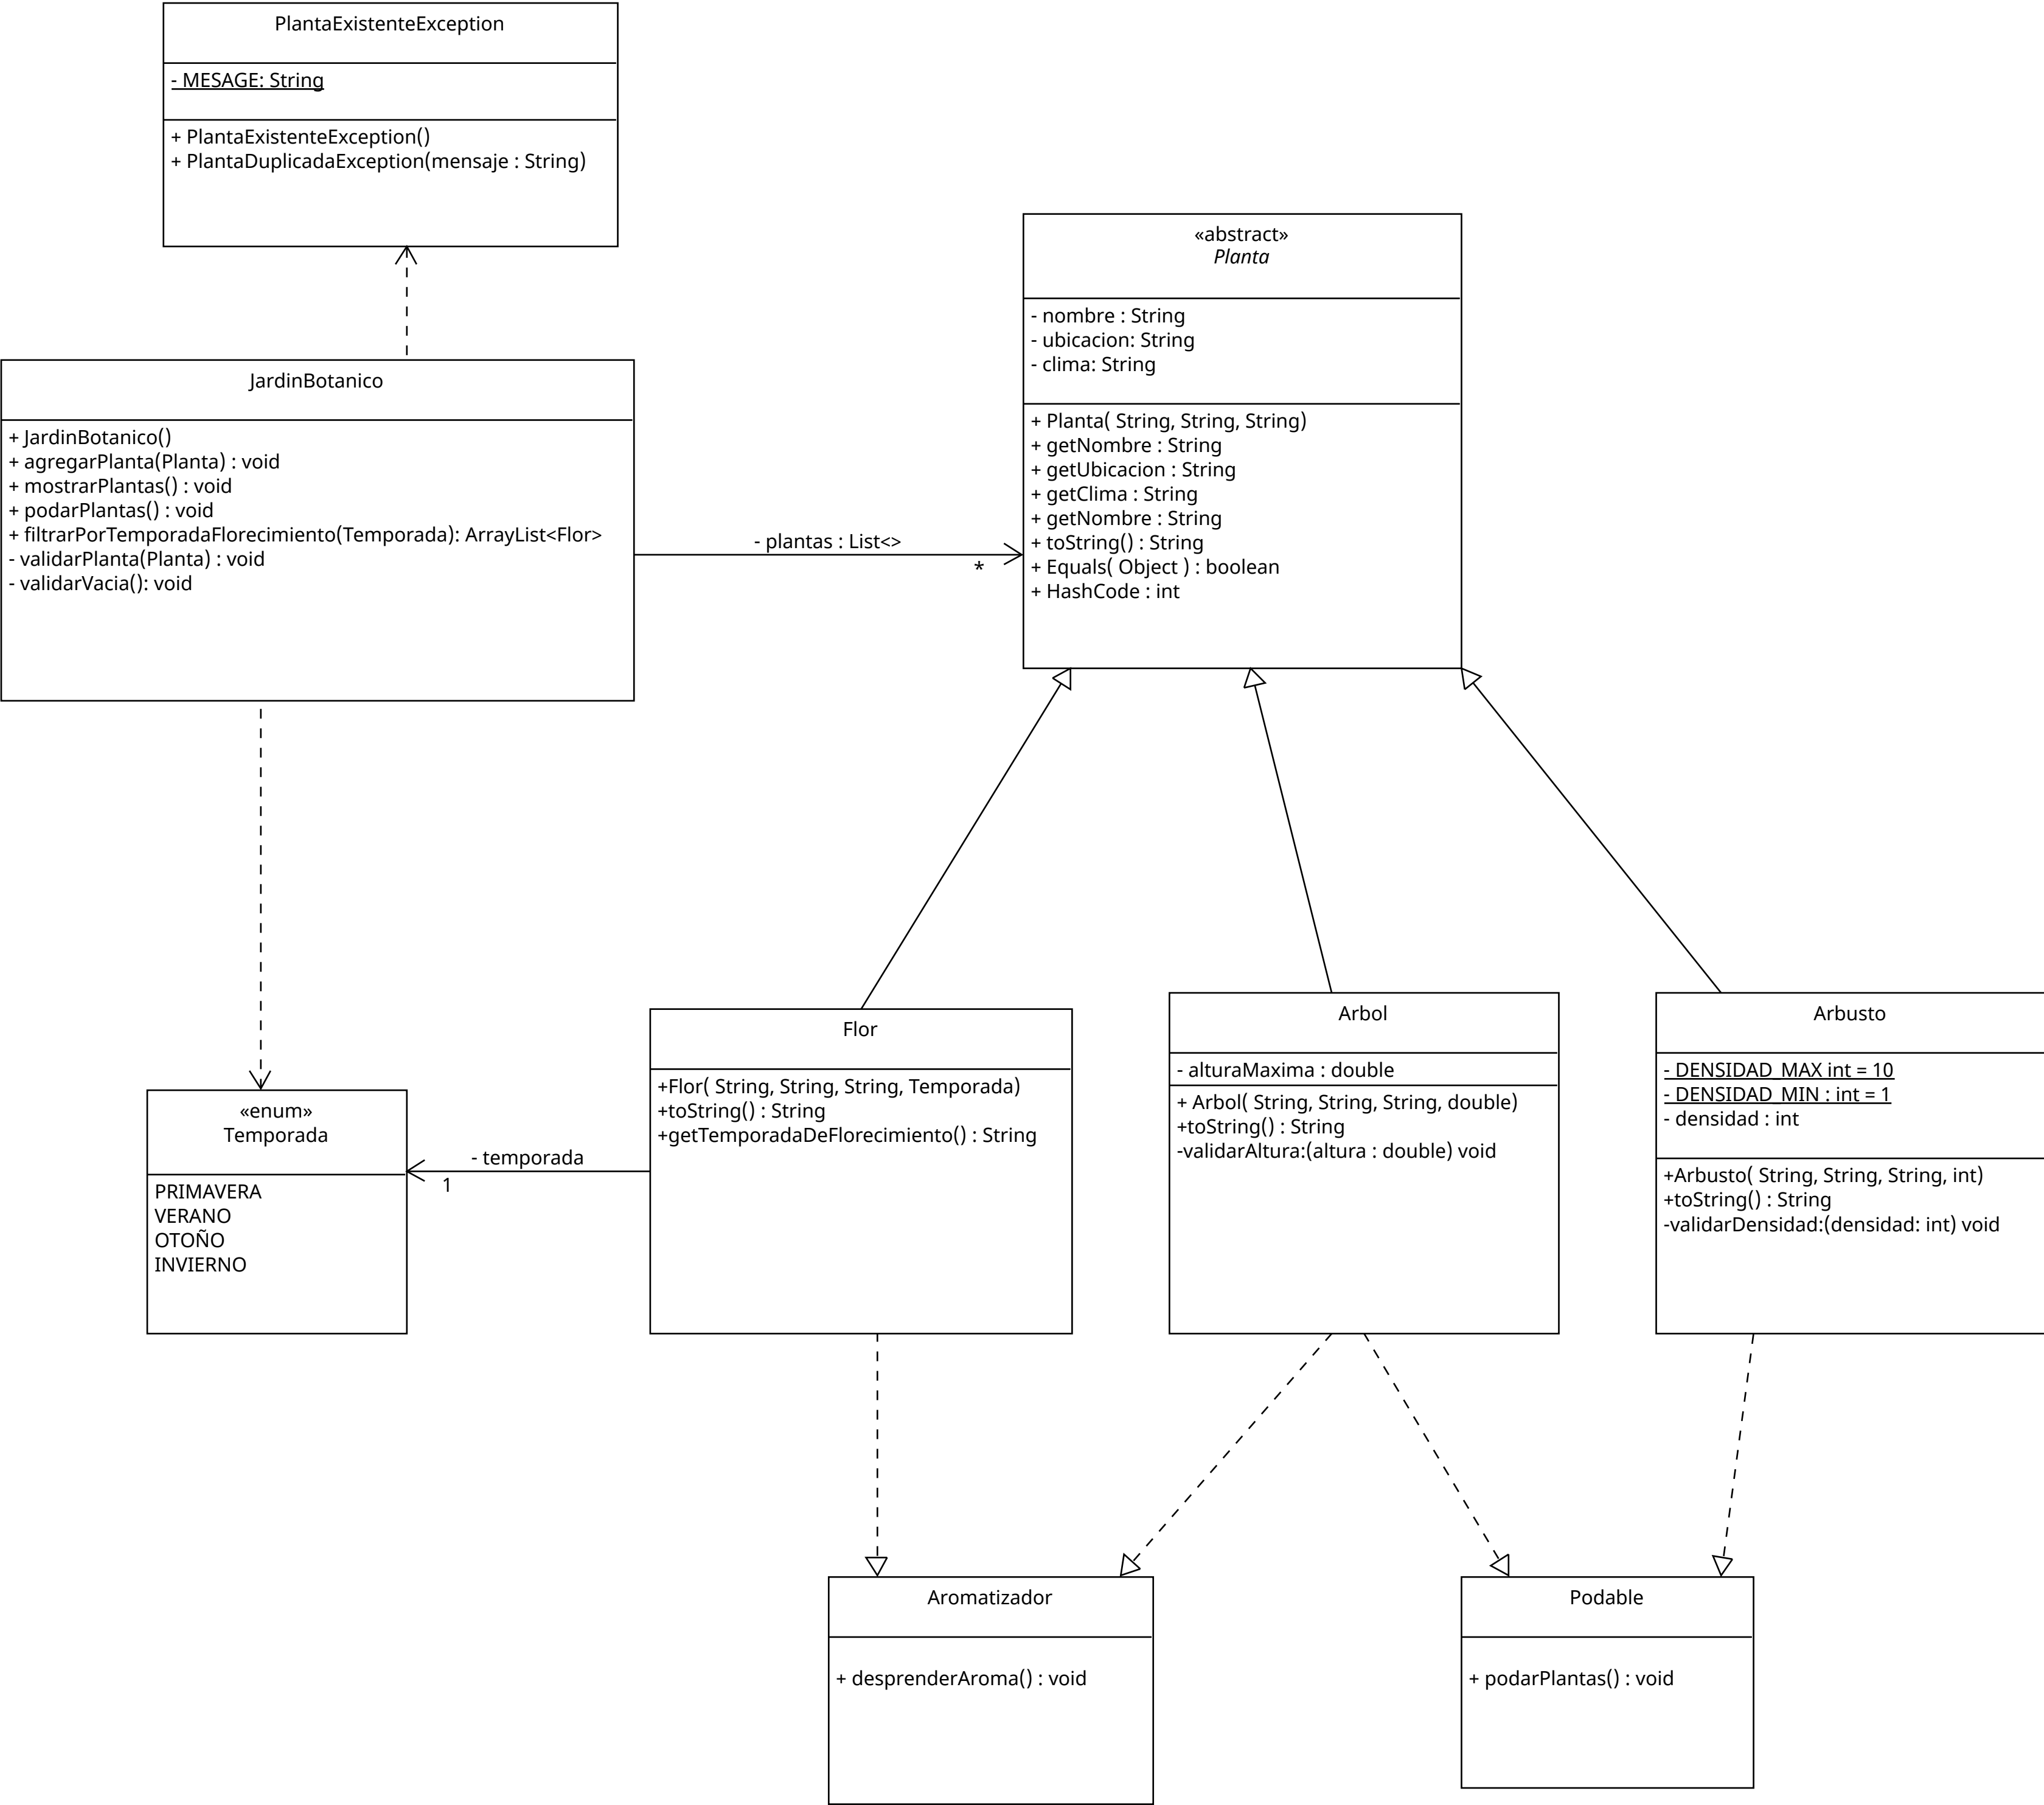 PlantaExistenteException
- MESAGE: String
+ PlantaExistenteException()
+ PlantaDuplicadaException(mensaje : String)
«abstract»
Planta
- nombre : String
- ubicacion: String
- clima: String
+ Planta( String, String, String)
+ getNombre : String
+ getUbicacion : String
+ getClima : String
+ getNombre : String
+ toString() : String
+ Equals( Object ) : boolean
+ HashCode : int
JardinBotanico
+ JardinBotanico()
+ agregarPlanta(Planta) : void
+ mostrarPlantas() : void
+ podarPlantas() : void
+ filtrarPorTemporadaFlorecimiento(Temporada): ArrayList<Flor>
- validarPlanta(Planta) : void
- validarVacia(): void
- plantas : List<>
*
Flor
+Flor( String, String, String, Temporada)
+toString() : String
+getTemporadaDeFlorecimiento() : String
Arbol
- alturaMaxima : double
+ Arbol( String, String, String, double)
+toString() : String
-validarAltura:(altura : double) void
Arbusto
- DENSIDAD_MAX int = 10
- DENSIDAD_MIN : int = 1
- densidad : int
+Arbusto( String, String, String, int)
+toString() : String
-validarDensidad:(densidad: int) void
«enum»
Temporada
PRIMAVERA
VERANO
OTOÑO
INVIERNO
- temporada
1
Aromatizador
+ desprenderAroma() : void
Podable
+ podarPlantas() : void